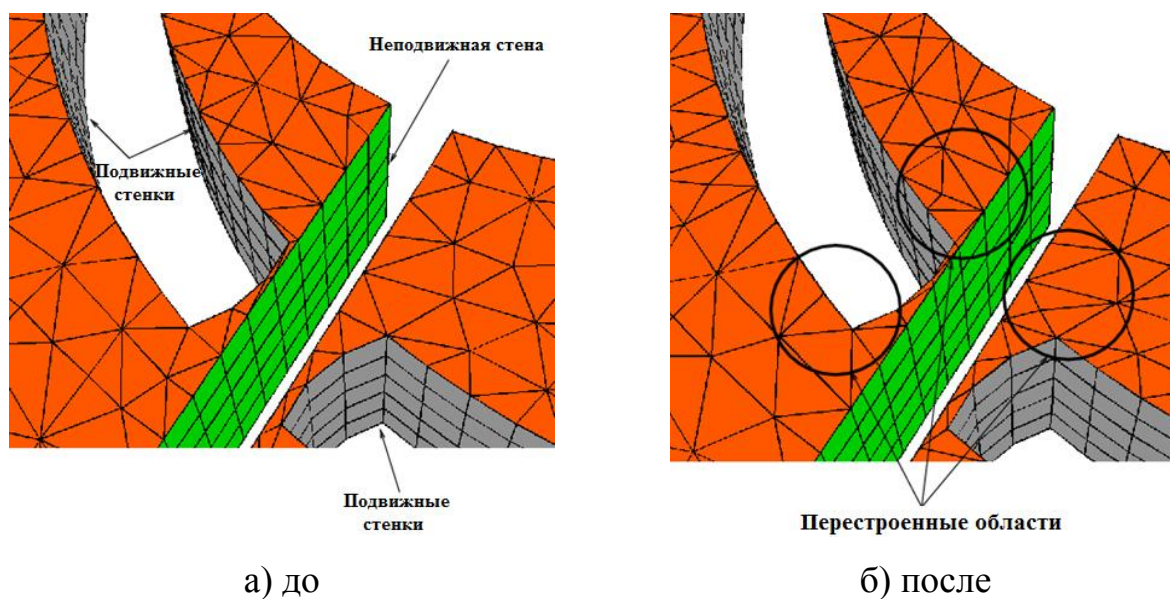 Неподвижная стена
Подвижные
стенки
Подвижные
стенки
а) до
Перестроенные области
б) после